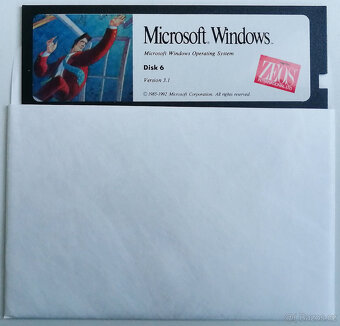 Microsoft Windows
Microsoft Windows Operating System
Disk 6
Version 3.1
ZEOS
© 1985-1992 Microsoft Corporation. All rights reserved.